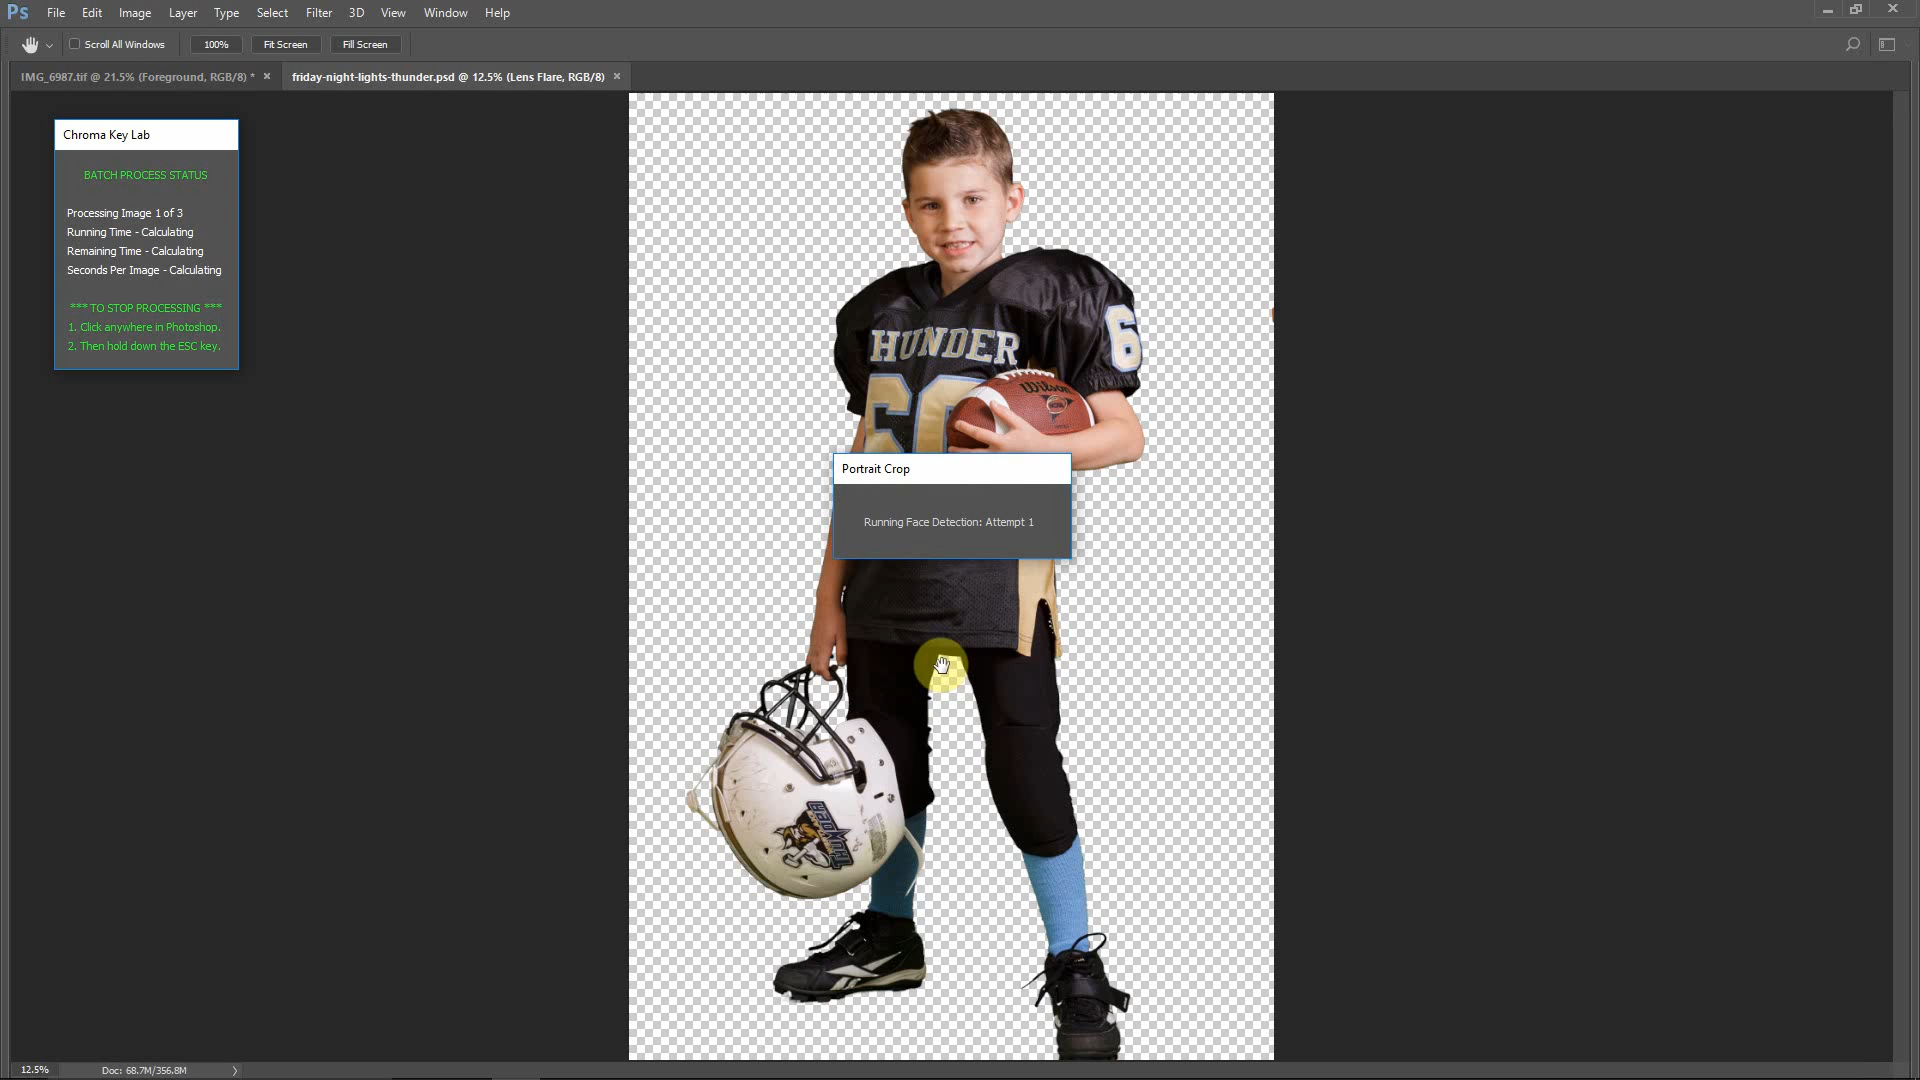 Ps File Edit Image Layer Type Select Filter 3D View Window Help
Scroll All Windows 100% Fit Screen Fill Screen
IMG_6987.tif @ 21.5% (Foreground, RGB/8) * × friday-night-lights-thunder.psd @ 12.5% (Lens Flare, RGB/8) ×
Chroma Key Lab
BATCH PROCESS STATUS
Processing Image 1 of 3
Running Time - Calculating
Remaining Time - Calculating
Seconds Per Image - Calculating
*** TO STOP PROCESSING ***
1. Click anywhere in Photoshop.
2. Then hold down the ESC key.
HUNDER
6
60
Wilson
Portrait Crop
Running Face Detection: Attempt 1
THUNDER
12.5% Doc: 68.7M/356.8M